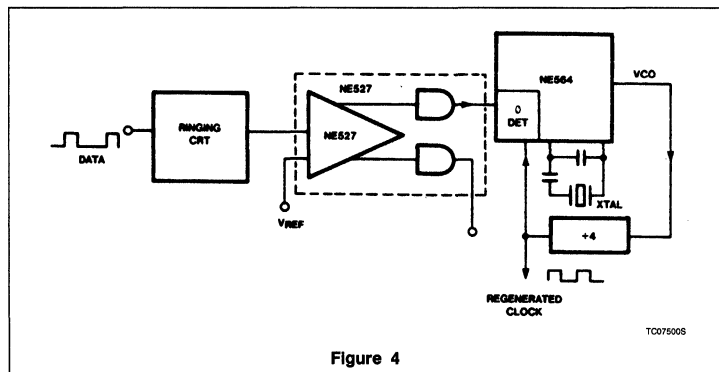 NE527
NE564
VCO
RINGING
CRT
NE527
0
DET
DATA
VREF
XTAL
÷4
REGENERATED
CLOCK
TC07500S
Figure 4